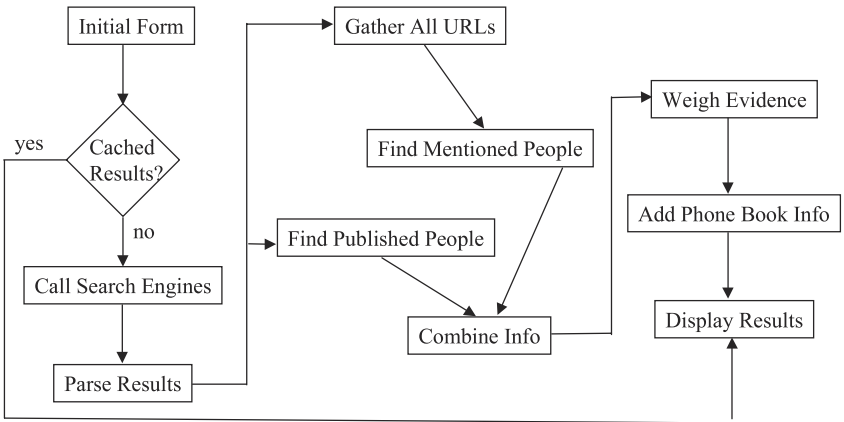 Initial Form
yes
Cached
Results?
no
Call Search Engines
Parse Results
Gather All URLs
Find Mentioned People
Find Published People
Combine Info
Weigh Evidence
Add Phone Book Info
Display Results